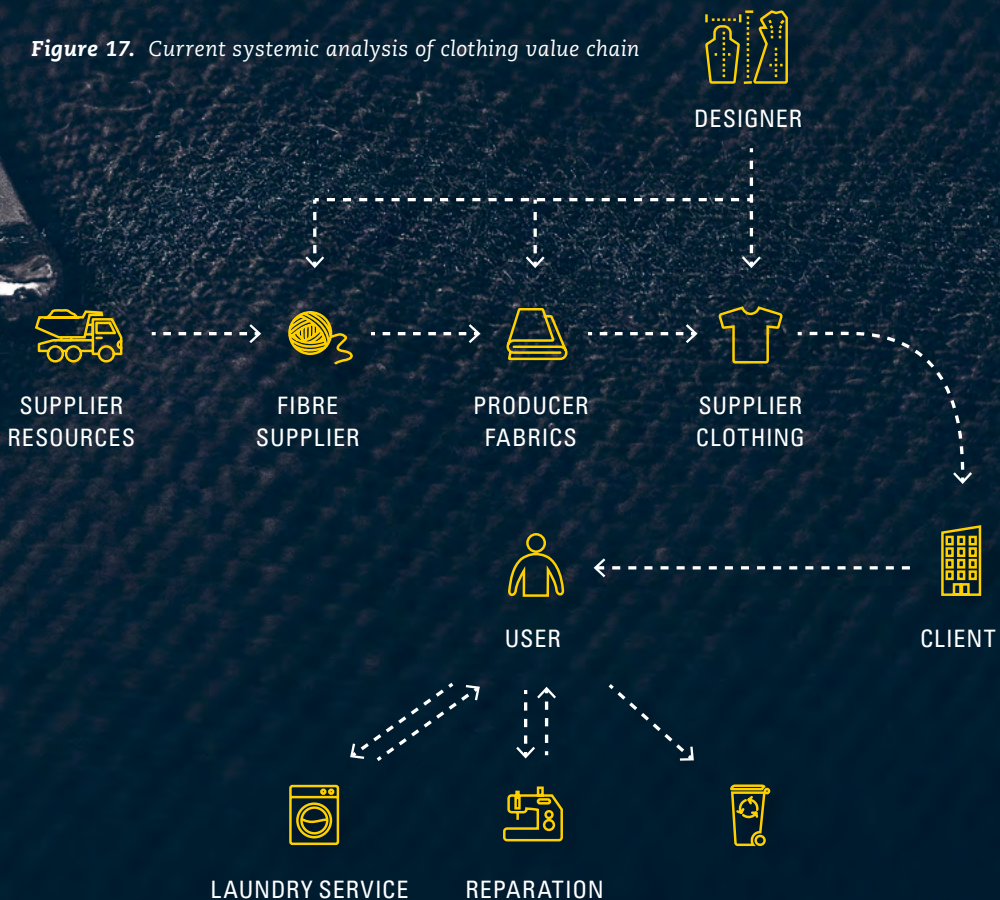 Figure 17. Current systemic analysis of clothing value chain
DESIGNER
SUPPLIER
RESOURCES
FIBRE
SUPPLIER
PRODUCER
FABRICS
SUPPLIER
CLOTHING
USER
CLIENT
LAUNDRY SERVICE
REPARATION